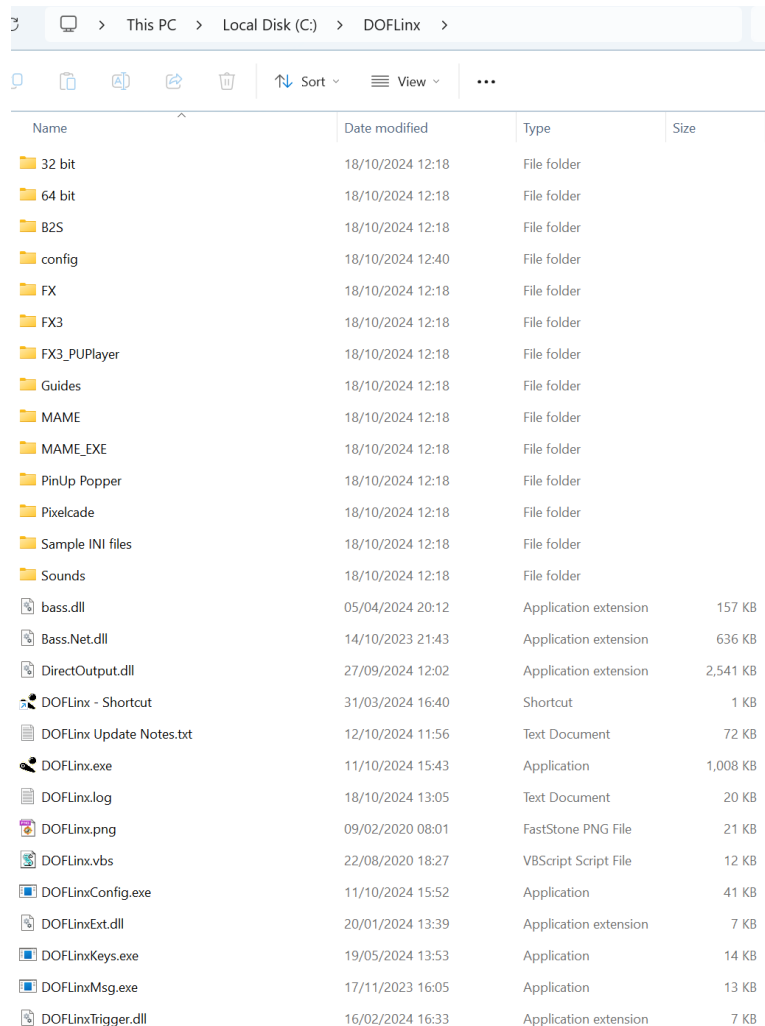 This PC > Local Disk (C:) > DOFLinx >
Sort View ...
Name Date modified Type Size
32 bit 18/10/2024 12:18 File folder
64 bit 18/10/2024 12:18 File folder
B2S 18/10/2024 12:18 File folder
config 18/10/2024 12:40 File folder
FX 18/10/2024 12:18 File folder
FX3 18/10/2024 12:18 File folder
FX3_PUPlayer 18/10/2024 12:18 File folder
Guides 18/10/2024 12:18 File folder
MAME 18/10/2024 12:18 File folder
MAME_EXE 18/10/2024 12:18 File folder
PinUp Popper 18/10/2024 12:18 File folder
Pixelcade 18/10/2024 12:18 File folder
Sample INI files 18/10/2024 12:18 File folder
Sounds 18/10/2024 12:18 File folder
bass.dll 05/04/2024 20:12 Application extension 157 KB
Bass.Net.dll 14/10/2023 21:43 Application extension 636 KB
DirectOutput.dll 27/09/2024 12:02 Application extension 2,541 KB
DOFLinx - Shortcut 31/03/2024 16:40 Shortcut 1 KB
DOFLinx Update Notes.txt 12/10/2024 11:56 Text Document 72 KB
DOFLinx.exe 11/10/2024 15:43 Application 1,008 KB
DOFLinx.log 18/10/2024 13:05 Text Document 20 KB
DOFLinx.png 09/02/2020 08:01 FastStone PNG File 21 KB
DOFLinx.vbs 22/08/2020 18:27 VBScript Script File 12 KB
DOFLinxConfig.exe 11/10/2024 15:52 Application 41 KB
DOFLinxExt.dll 20/01/2024 13:39 Application extension 7 KB
DOFLinxKeys.exe 19/05/2024 13:53 Application 14 KB
DOFLinxMsg.exe 17/11/2023 16:05 Application 13 KB
DOFLinxTrigger.dll 16/02/2024 16:33 Application extension 7 KB